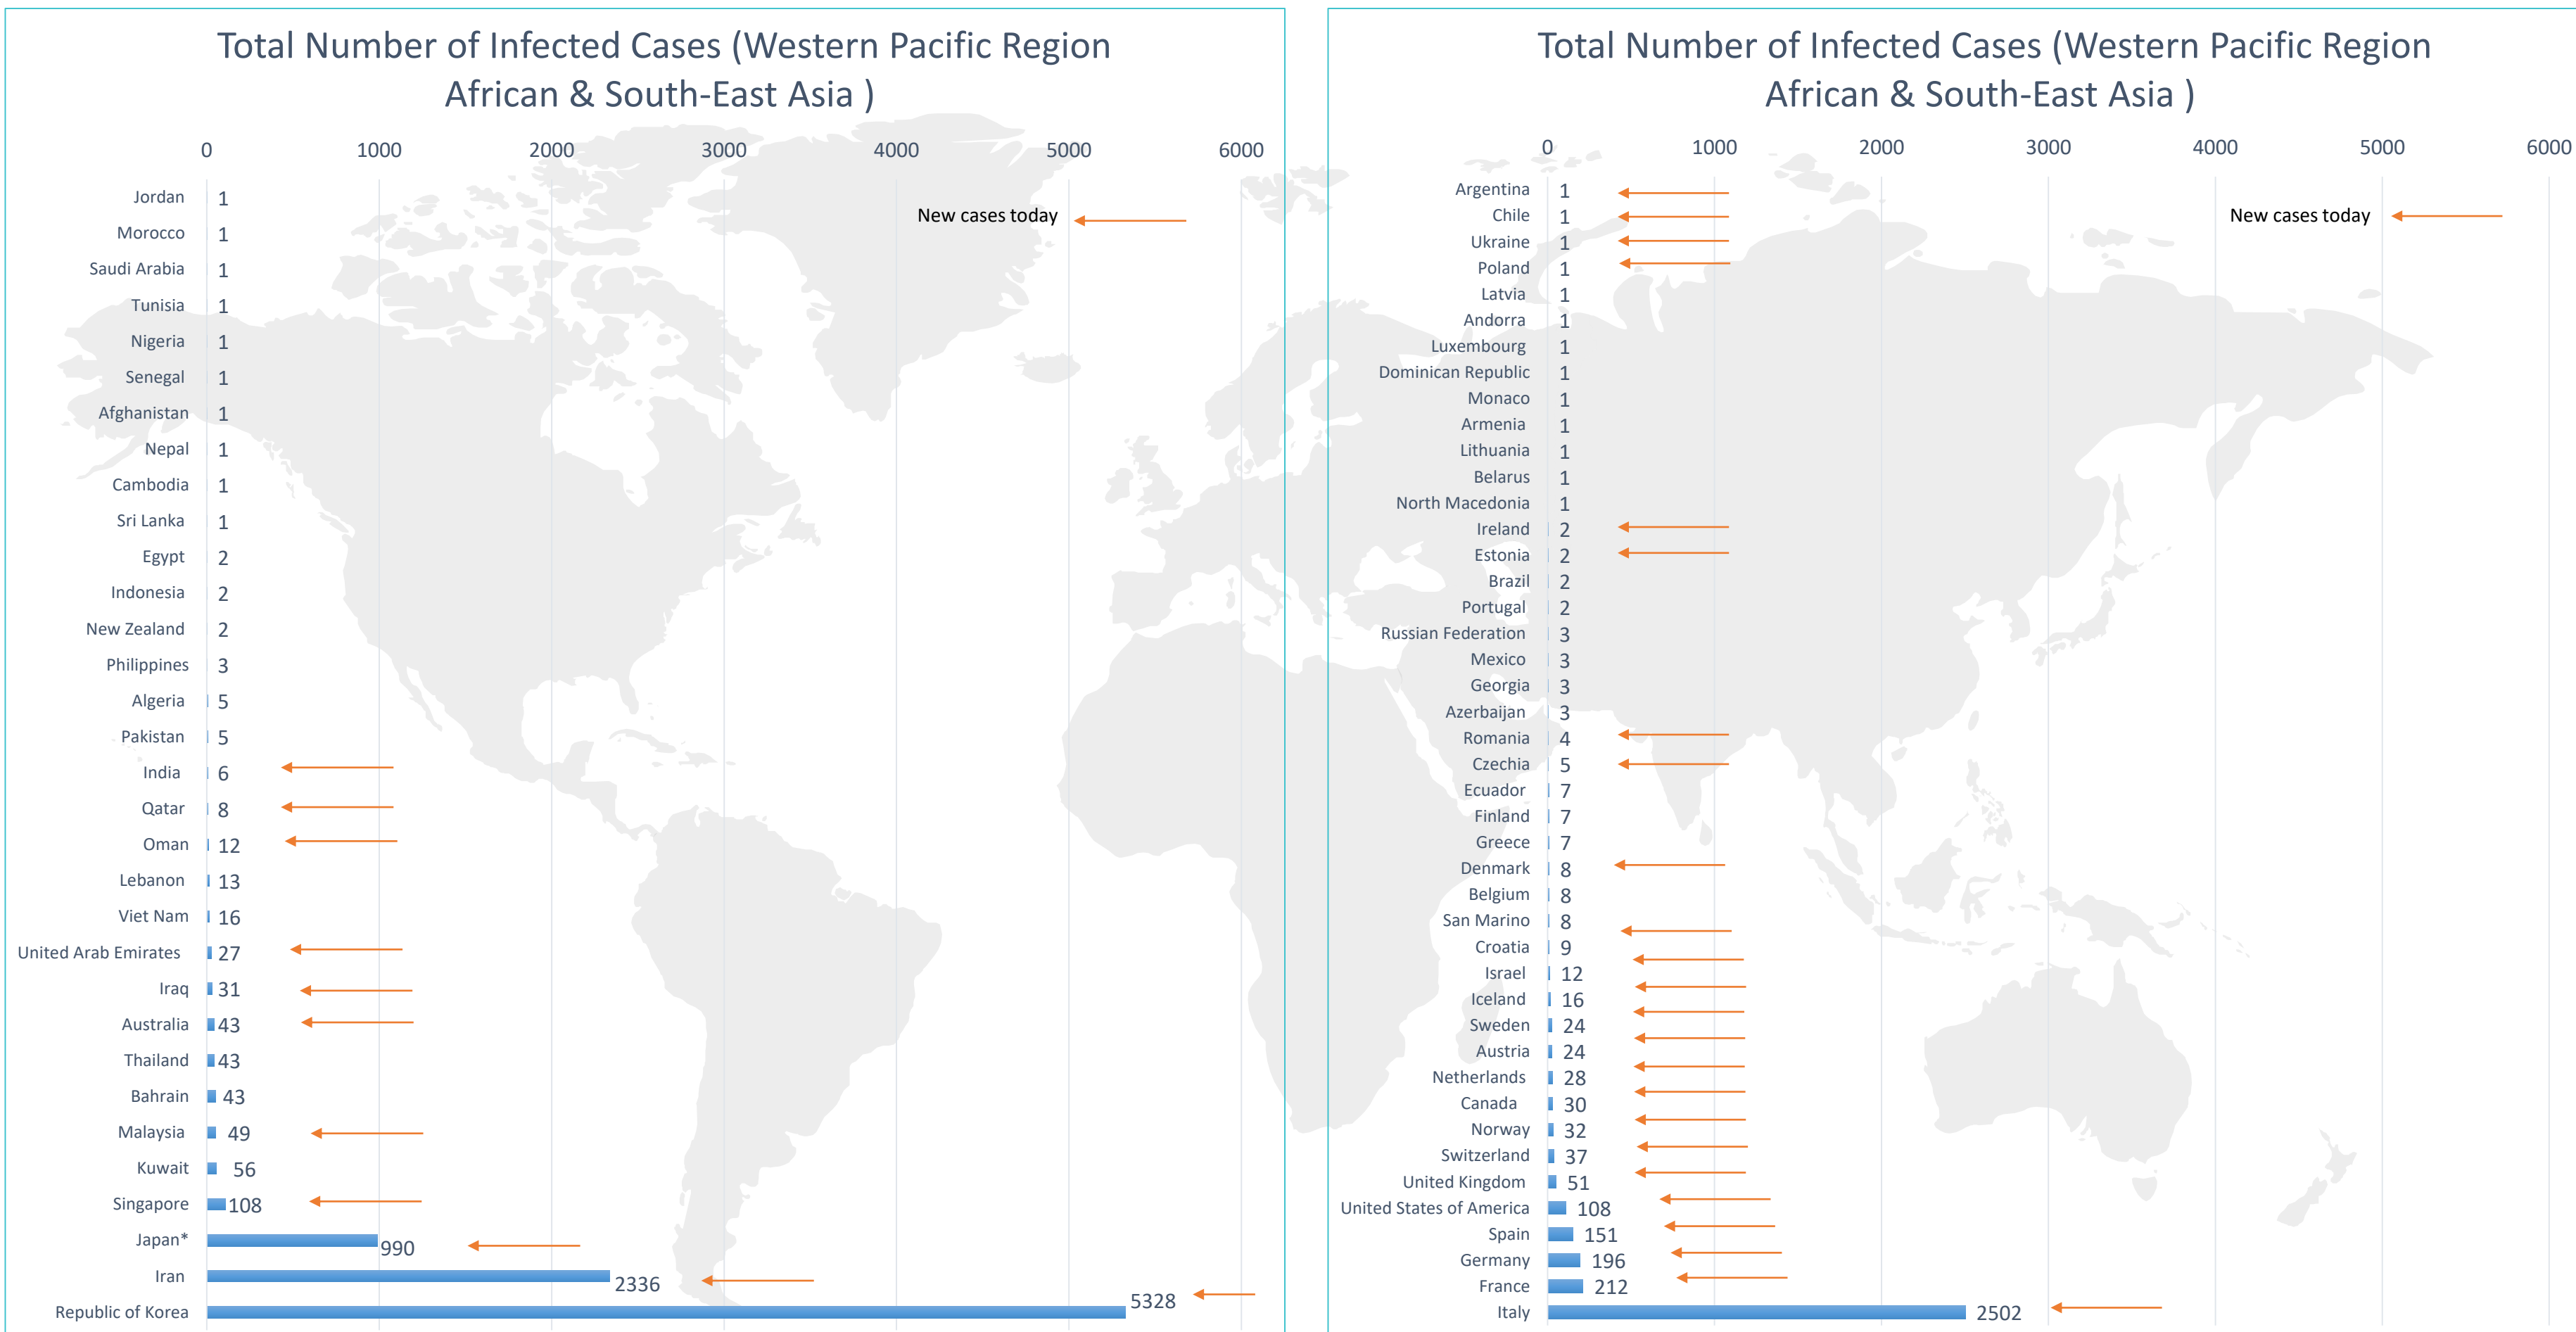 Total Number of Infected Cases (Western Pacific Region
African & South-East Asia )
0 1000 2000 3000 4000 5000 6000
New cases today
Jordan 1
Morocco 1
Saudi Arabia 1
Tunisia 1
Nigeria 1
Senegal 1
Afghanistan 1
Nepal 1
Cambodia 1
Sri Lanka 1
Egypt 2
Indonesia 2
New Zealand 2
Philippines 3
Algeria 5
Pakistan 5
India 6
Qatar 8
Oman 12
Lebanon 13
Viet Nam 16
United Arab Emirates 27
Iraq 31
Australia 43
Thailand 43
Bahrain 43
Malaysia 49
Kuwait 56
Singapore 108
Japan* 990
Iran 2336
Republic of Korea 5328
Total Number of Infected Cases (Western Pacific Region
African & South-East Asia )
0 1000 2000 3000 4000 5000 6000
New cases today
Argentina 1
Chile 1
Ukraine 1
Poland 1
Latvia 1
Andorra 1
Luxembourg 1
Dominican Republic 1
Monaco 1
Armenia 1
Lithuania 1
Belarus 1
North Macedonia 1
Ireland 2
Estonia 2
Brazil 2
Portugal 2
Russian Federation 3
Mexico 3
Georgia 3
Azerbaijan 3
Romania 4
Czechia 5
Ecuador 7
Finland 7
Greece 7
Denmark 8
Belgium 8
San Marino 8
Croatia 9
Israel 12
Iceland 16
Sweden 24
Austria 24
Netherlands 28
Canada 30
Norway 32
Switzerland 37
United Kingdom 51
United States of America 108
Spain 151
Germany 196
France 212
Italy 2502